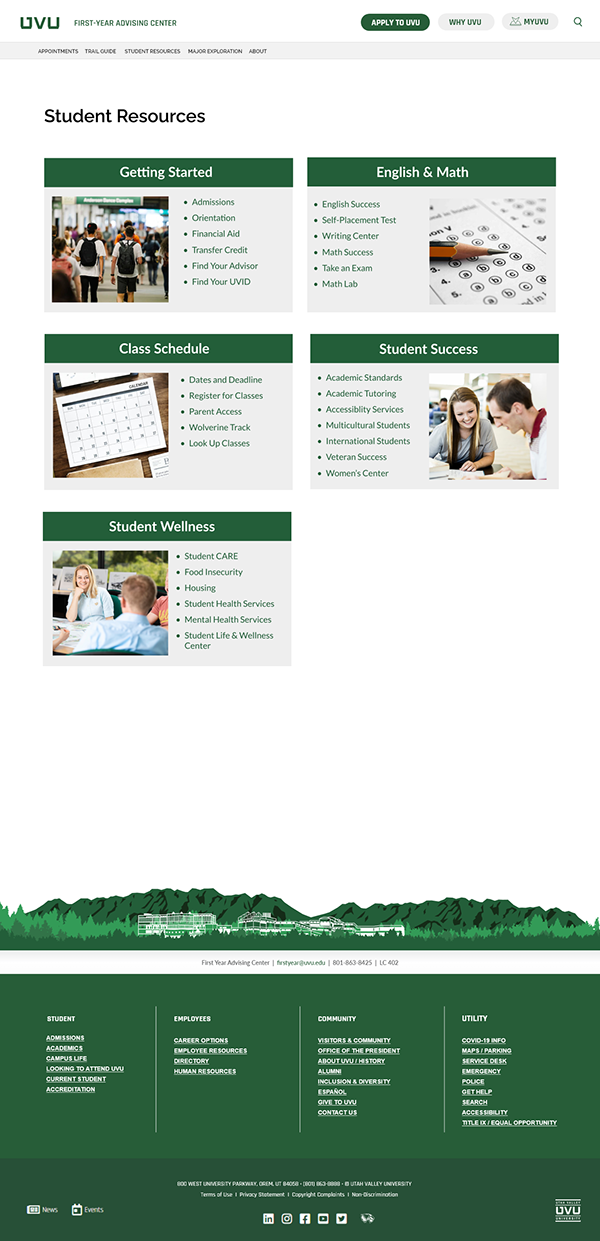 UVU FIRST-YEAR ADVISING CENTER
APPLY TO UVU
WHY UVU
MYUVU
APPOINTMENTS TRAIL GUIDE STUDENT RESOURCES MAJOR EXPLORATION ABOUT
Student Resources
Getting Started
Admissions
Orientation
Financial Aid
Transfer Credit
Find Your Advisor
Find Your UVID
English & Math
English Success
Self-Placement Test
Writing Center
Math Success
Take an Exam
Math Lab
Class Schedule
CALENDAR
Dates and Deadline
Register for Classes
Parent Access
Wolverine Track
Look Up Classes
Student Success
Academic Standards
Academic Tutoring
Accessiblity Services
Multicultural Students
International Students
Veteran Success
Women's Center
Student Wellness
Student CARE
Food Insecurity
Housing
Student Health Services
Mental Health Services
Student Life & Wellness
Center
First Year Advising Center | firstyear@uvu.edu | 801-863-8425 | LC 402
STUDENT
ADMISSIONS
ACADEMICS
CAMPUS LIFE
LOOKING TO ATTEND UVU
CURRENT STUDENT
ACCREDITATION
EMPLOYEES
CAREER OPTIONS
EMPLOYEE RESOURCES
DIRECTORY
HUMAN RESOURCES
COMMUNITY
VISITORS & COMMUNITY
OFFICE OF THE PRESIDENT
ABOUT UVU / HISTORY
ALUMNI
INCLUSION & DIVERSITY
ESPAÑOL
GIVE TO UVU
CONTACT US
UTILITY
COVID-19 INFO
MAPS / PARKING
SERVICE DESK
EMERGENCY
POLICE
GET HELP
SEARCH
ACCESSIBILITY
TITLE IX / EQUAL OPPORTUNITY
800 WEST UNIVERSITY PARKWAY, OREM, UT 84058 · (801) 863-8888 · © UTAH VALLEY UNIVERSITY
Terms of Use | Privacy Statement | Copyright Complaints | Non-Discrimination
News
Events
UTAH VALLEY
UVU
UNIVERSITY